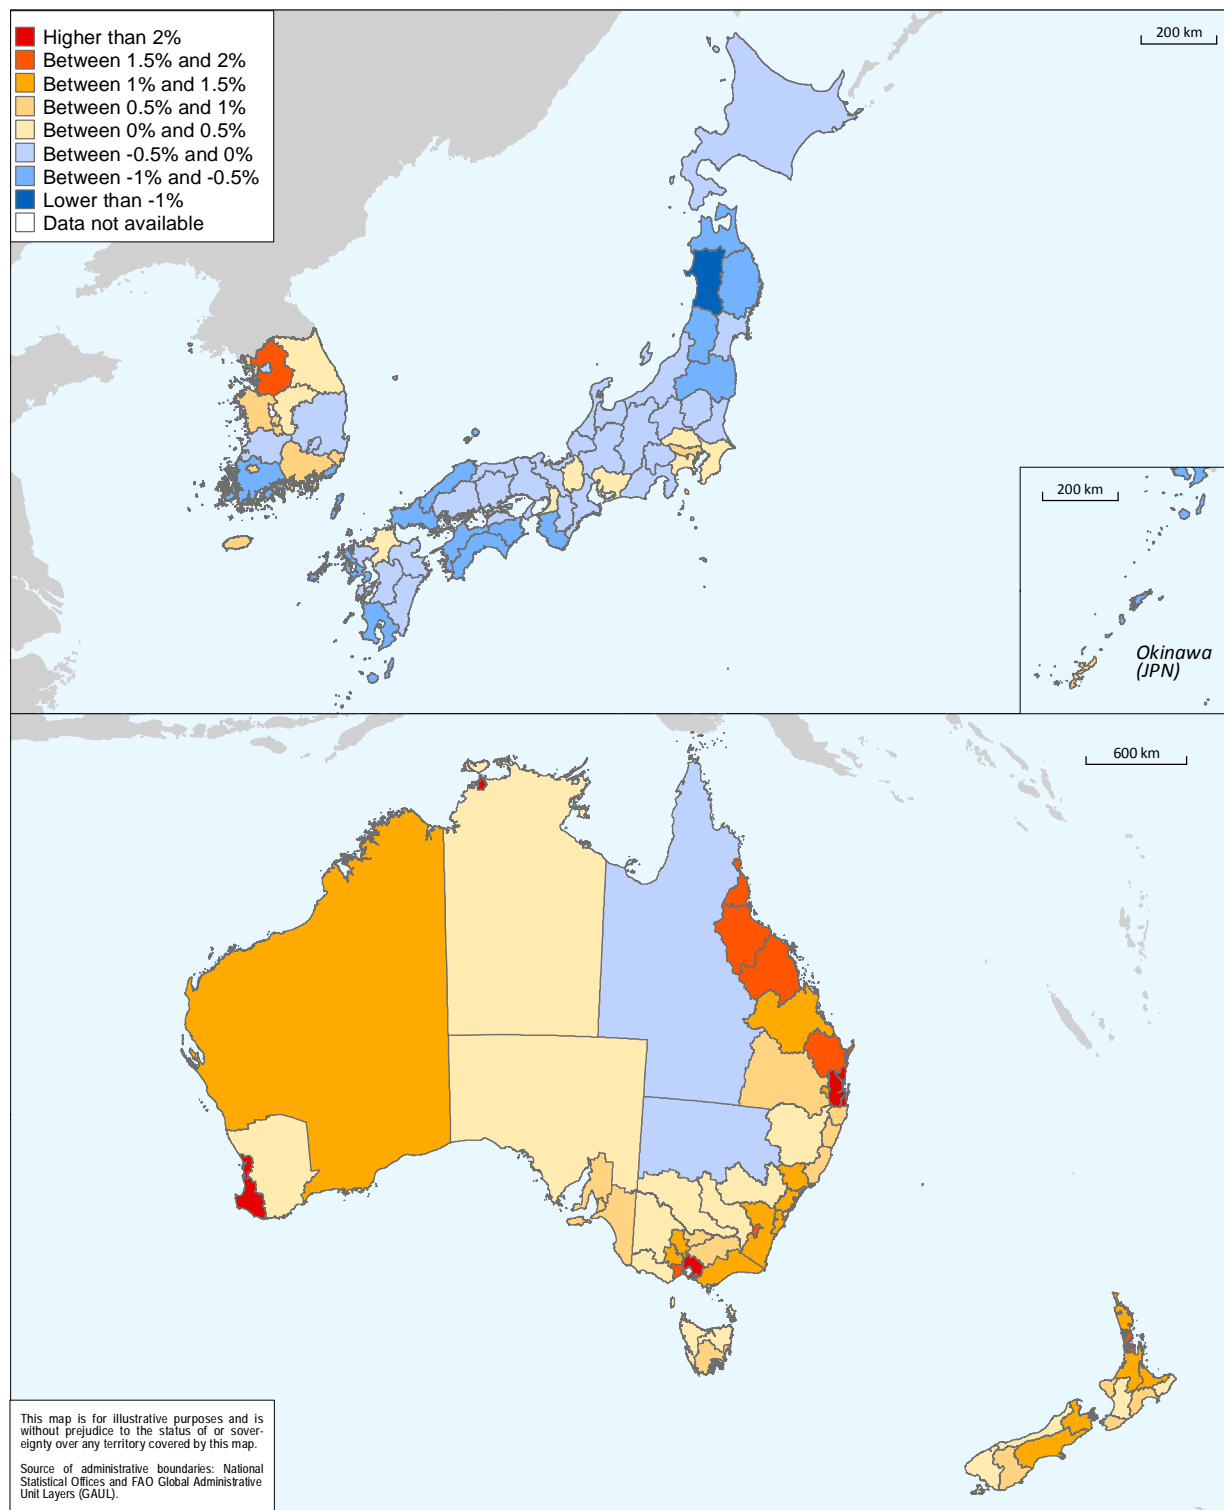 Higher than 2%
Between 1.5% and 2%
Between 1% and 1.5%
Between 0.5% and 1%
Between 0% and 0.5%
Between -0.5% and 0%
Between -1% and -0.5%
Lower than -1%
Data not available
200 km
200 km
Okinawa
(JPN)
600 km
This map is for illustrative purposes and is
without prejudice to the status of or sover-
eignty over any territory covered by this map.
Source of administrative boundaries: National
Statistical Offices and FAO Global Administrative
Unit Layers (GAUL).